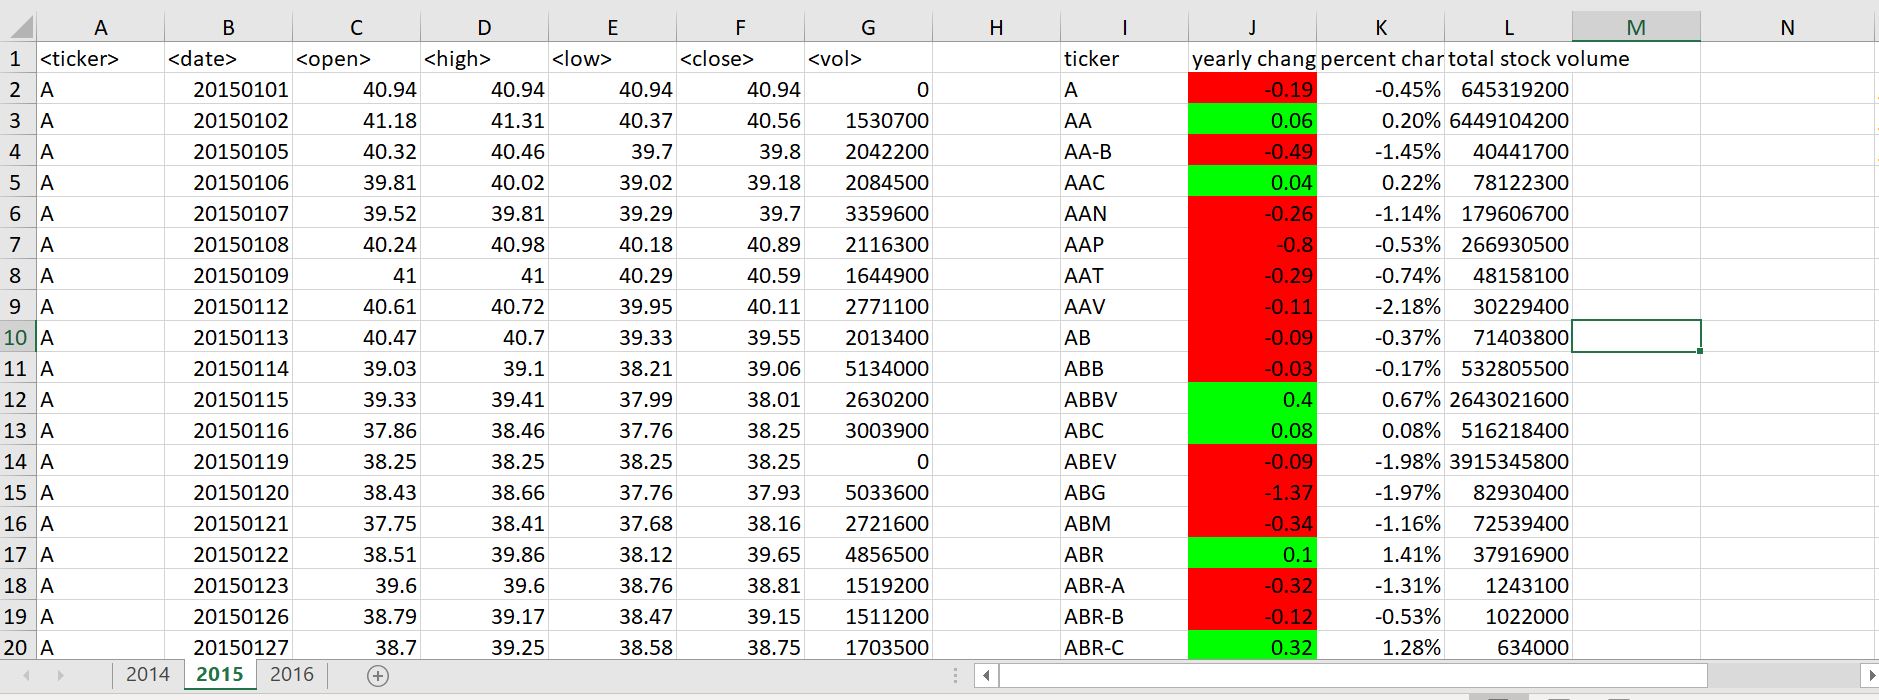 A B C D E F G H I J K L M N
1 <ticker> <date> <open> <high> <low> <close> <vol> ticker yearly chang percent char total stock volume
2 A 20150101 40.94 40.94 40.94 40.94 0 A -0.19 -0.45% 645319200
3 A 20150102 41.18 41.31 40.37 40.56 1530700 AA 0.06 0.20% 6449104200
4 A 20150105 40.32 40.46 39.7 39.8 2042200 AA-B -0.49 -1.45% 40441700
5 A 20150106 39.81 40.02 39.02 39.18 2084500 AAC 0.04 0.22% 78122300
6 A 20150107 39.52 39.81 39.29 39.7 3359600 AAN -0.26 -1.14% 179606700
7 A 20150108 40.24 40.98 40.18 40.89 2116300 AAP -0.8 -0.53% 266930500
8 A 20150109 41 41 40.29 40.59 1644900 AAT -0.29 -0.74% 48158100
9 A 20150112 40.61 40.72 39.95 40.11 2771100 AAV -0.11 -2.18% 30229400
10 A 20150113 40.47 40.7 39.33 39.55 2013400 AB -0.09 -0.37% 71403800
11 A 20150114 39.03 39.1 38.21 39.06 5134000 ABB -0.03 -0.17% 532805500
12 A 20150115 39.33 39.41 37.99 38.01 2630200 ABBV 0.4 0.67% 2643021600
13 A 20150116 37.86 38.46 37.76 38.25 3003900 ABC 0.08 0.08% 516218400
14 A 20150119 38.25 38.25 38.25 38.25 0 ABEV -0.09 -1.98% 3915345800
15 A 20150120 38.43 38.66 37.76 37.93 5033600 ABG -1.37 -1.97% 82930400
16 A 20150121 37.75 38.41 37.68 38.16 2721600 ABM -0.34 -1.16% 72539400
17 A 20150122 38.51 39.86 38.12 39.65 4856500 ABR 0.1 1.41% 37916900
18 A 20150123 39.6 39.6 38.76 38.81 1519200 ABR-A -0.32 -1.31% 1243100
19 A 20150126 38.79 39.17 38.47 39.15 1511200 ABR-B -0.12 -0.53% 1022000
20 A 20150127 38.7 39.25 38.58 38.75 1703500 ABR-C 0.32 1.28% 634000
2014 2015 2016